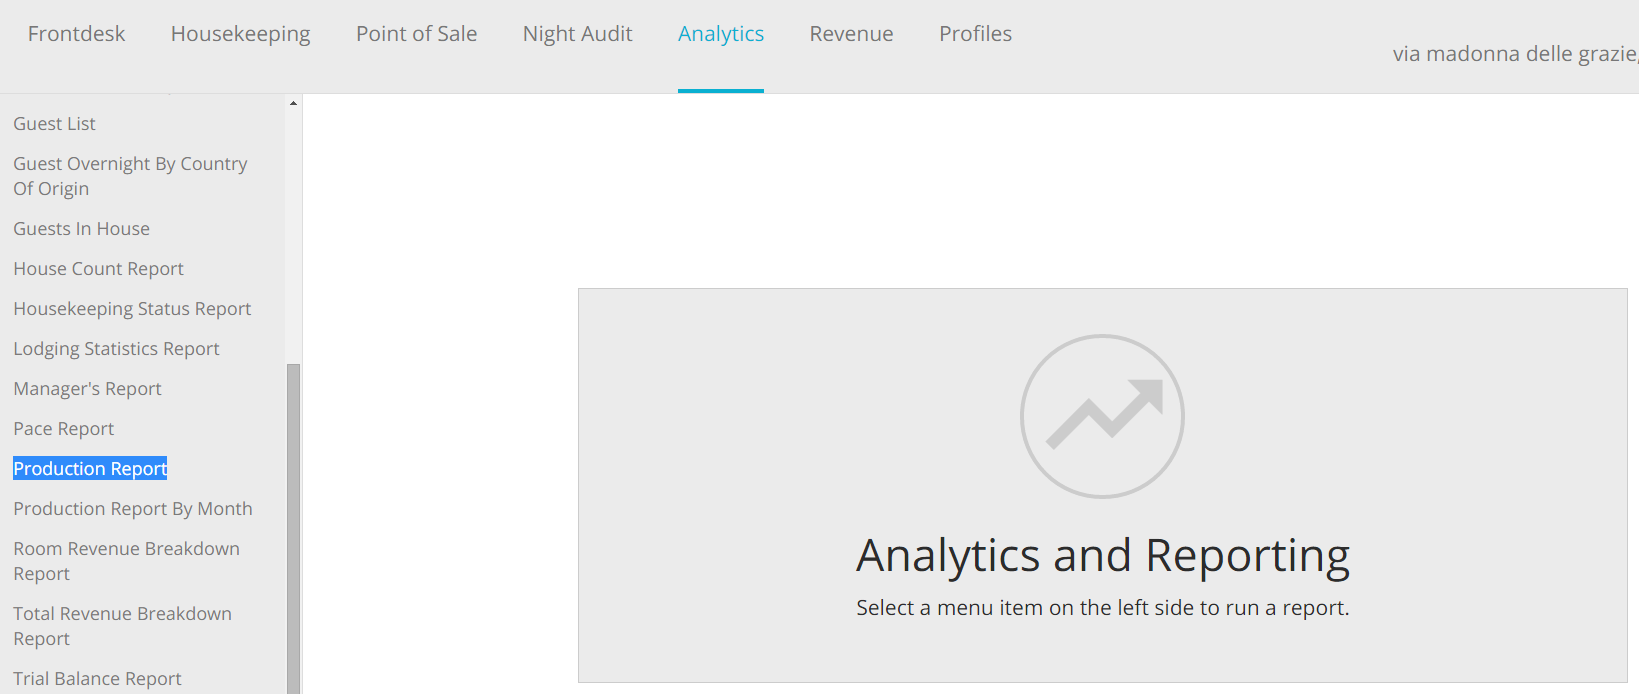 Frontdesk Housekeeping Point of Sale Night Audit Analytics Revenue Profiles
via madonna delle grazie,
Guest List
Guest Overnight By Country
Of Origin
Guests In House
House Count Report
Housekeeping Status Report
Lodging Statistics Report
Manager's Report
Pace Report
Production Report
Production Report By Month
Room Revenue Breakdown
Report
Total Revenue Breakdown
Report
Trial Balance Report
Analytics and Reporting
Select a menu item on the left side to run a report.